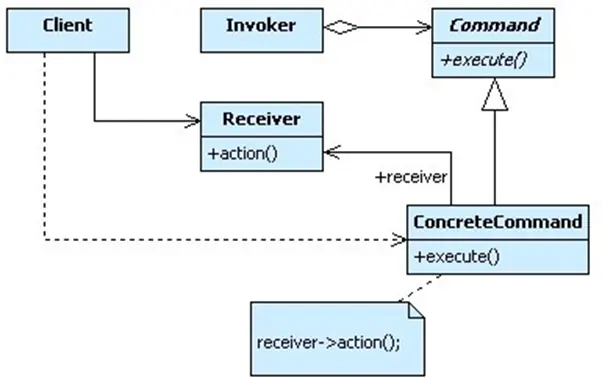 Client
Invoker
Command
+execute()
Receiver
+action()
+receiver
ConcreteCommand
+execute()
receiver->action();